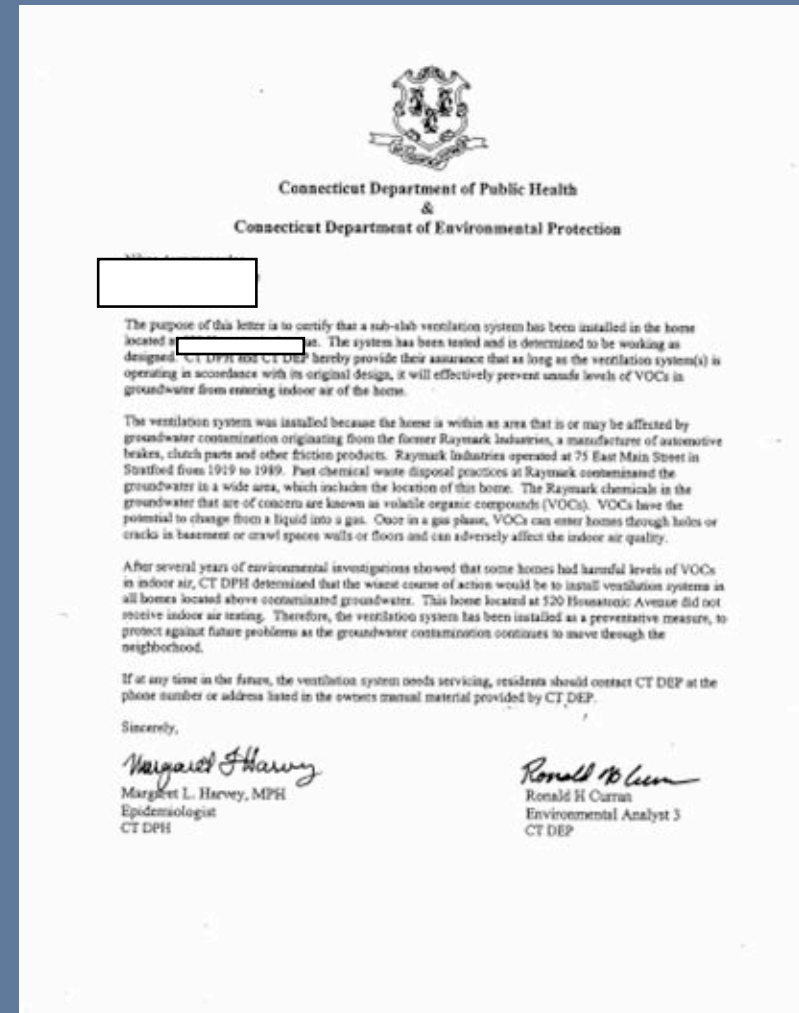 Connecticut Department of Public Health
&
Connecticut Department of Environmental Protection
The purpose of this letter is to certify that a sub-slab ventilation system has been installed in the home
located The system has been tested and is determined to be working as
designed. CT DPH and CT DEP hereby provide their assurance that as long as the ventilation system(s) is
operating in accordance with its original design, it will effectively prevent unsafe levels of VOCs in
groundwater from entering indoor air of the home.
The ventilation system was installed because the home is within an area that is or may be affected by
groundwater contamination originating from the former Raymark Industries, a manufacturer of automotive
brakes, clutch parts and other friction products. Raymark Industries operated at 75 East Main Street in
Stratford from 1919 to 1989. Past chemical waste disposal practices at Raymark contaminated the
groundwater in a wide area, which includes the location of this home. The Raymark chemicals in the
groundwater that are of concern are known as volatile organic compounds (VOCs). VOCs have the
potential to change from a liquid into a gas. Once in a gas phase, VOCs can enter homes through holes or
cracks in basement or crawl spaces walls or floors and can adversely affect the indoor air quality.
After several years of environmental investigations showed that some homes had harmful levels of VOCs
in indoor air, CT DPH determined that the wisest course of action would be to install ventilation systems in
all homes located above contaminated groundwater. This home located at 520 Housatonic Avenue did not
receive indoor air testing. Therefore, the ventilation system has been installed as a preventative measure, to
protect against future problems as the groundwater contamination continues to move through the
neighborhood.
If at any time in the future, the ventilation system needs servicing, residents should contact CT DEP at the
phone number or address listed in the owners manual material provided by CT DEP.
Sincerely,
Margaret L. Harvey, MPH
Epidemiologist
CT DPH
Ronald H Curran
Environmental Analyst 3
CT DEP